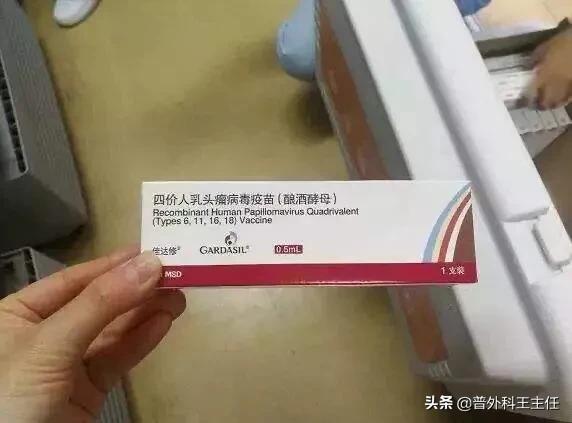 四价人乳头瘤病毒疫苗（酿酒酵母）
Recombinant Human Papillomavirus Quadrivalent
(Types 6, 11, 16, 18) Vaccine
佳达修® GARDASIL® 0.5mL
MSD 1支装
头条 @普外科王主任